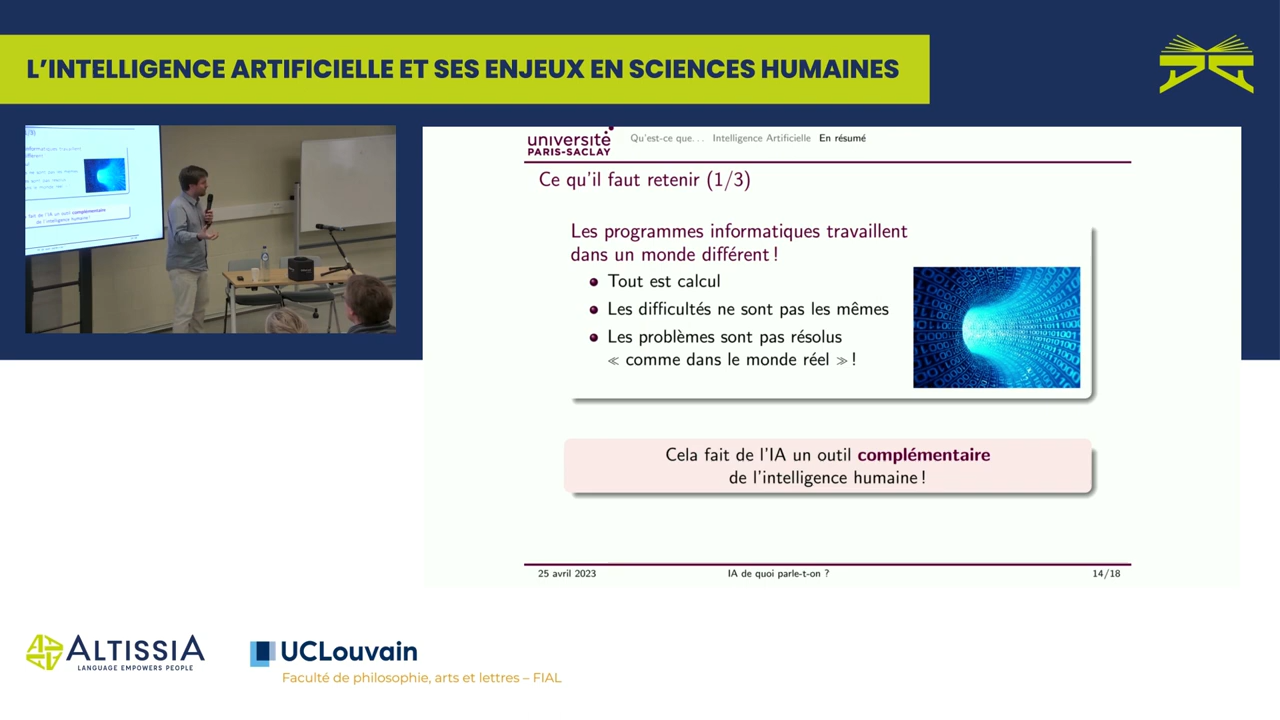 L'INTELLIGENCE ARTIFICIELLE ET SES ENJEUX EN SCIENCES HUMAINES
université
PARIS-SACLAY
Qu'est-ce que... Intelligence Artificielle En résumé
Ce qu'il faut retenir (1/3)
Les programmes informatiques travaillent
dans un monde différent !
Tout est calcul
Les difficultés ne sont pas les mêmes
Les problèmes sont pas résolus
≪ comme dans le monde réel ≫ !
Cela fait de l'IA un outil complémentaire
de l'intelligence humaine !
25 avril 2023 IA de quoi parle-t-on ? 14/18
ALTISSIA
LANGUAGE EMPOWERS PEOPLE
UCLouvain
Faculté de philosophie, arts et lettres – FIAL